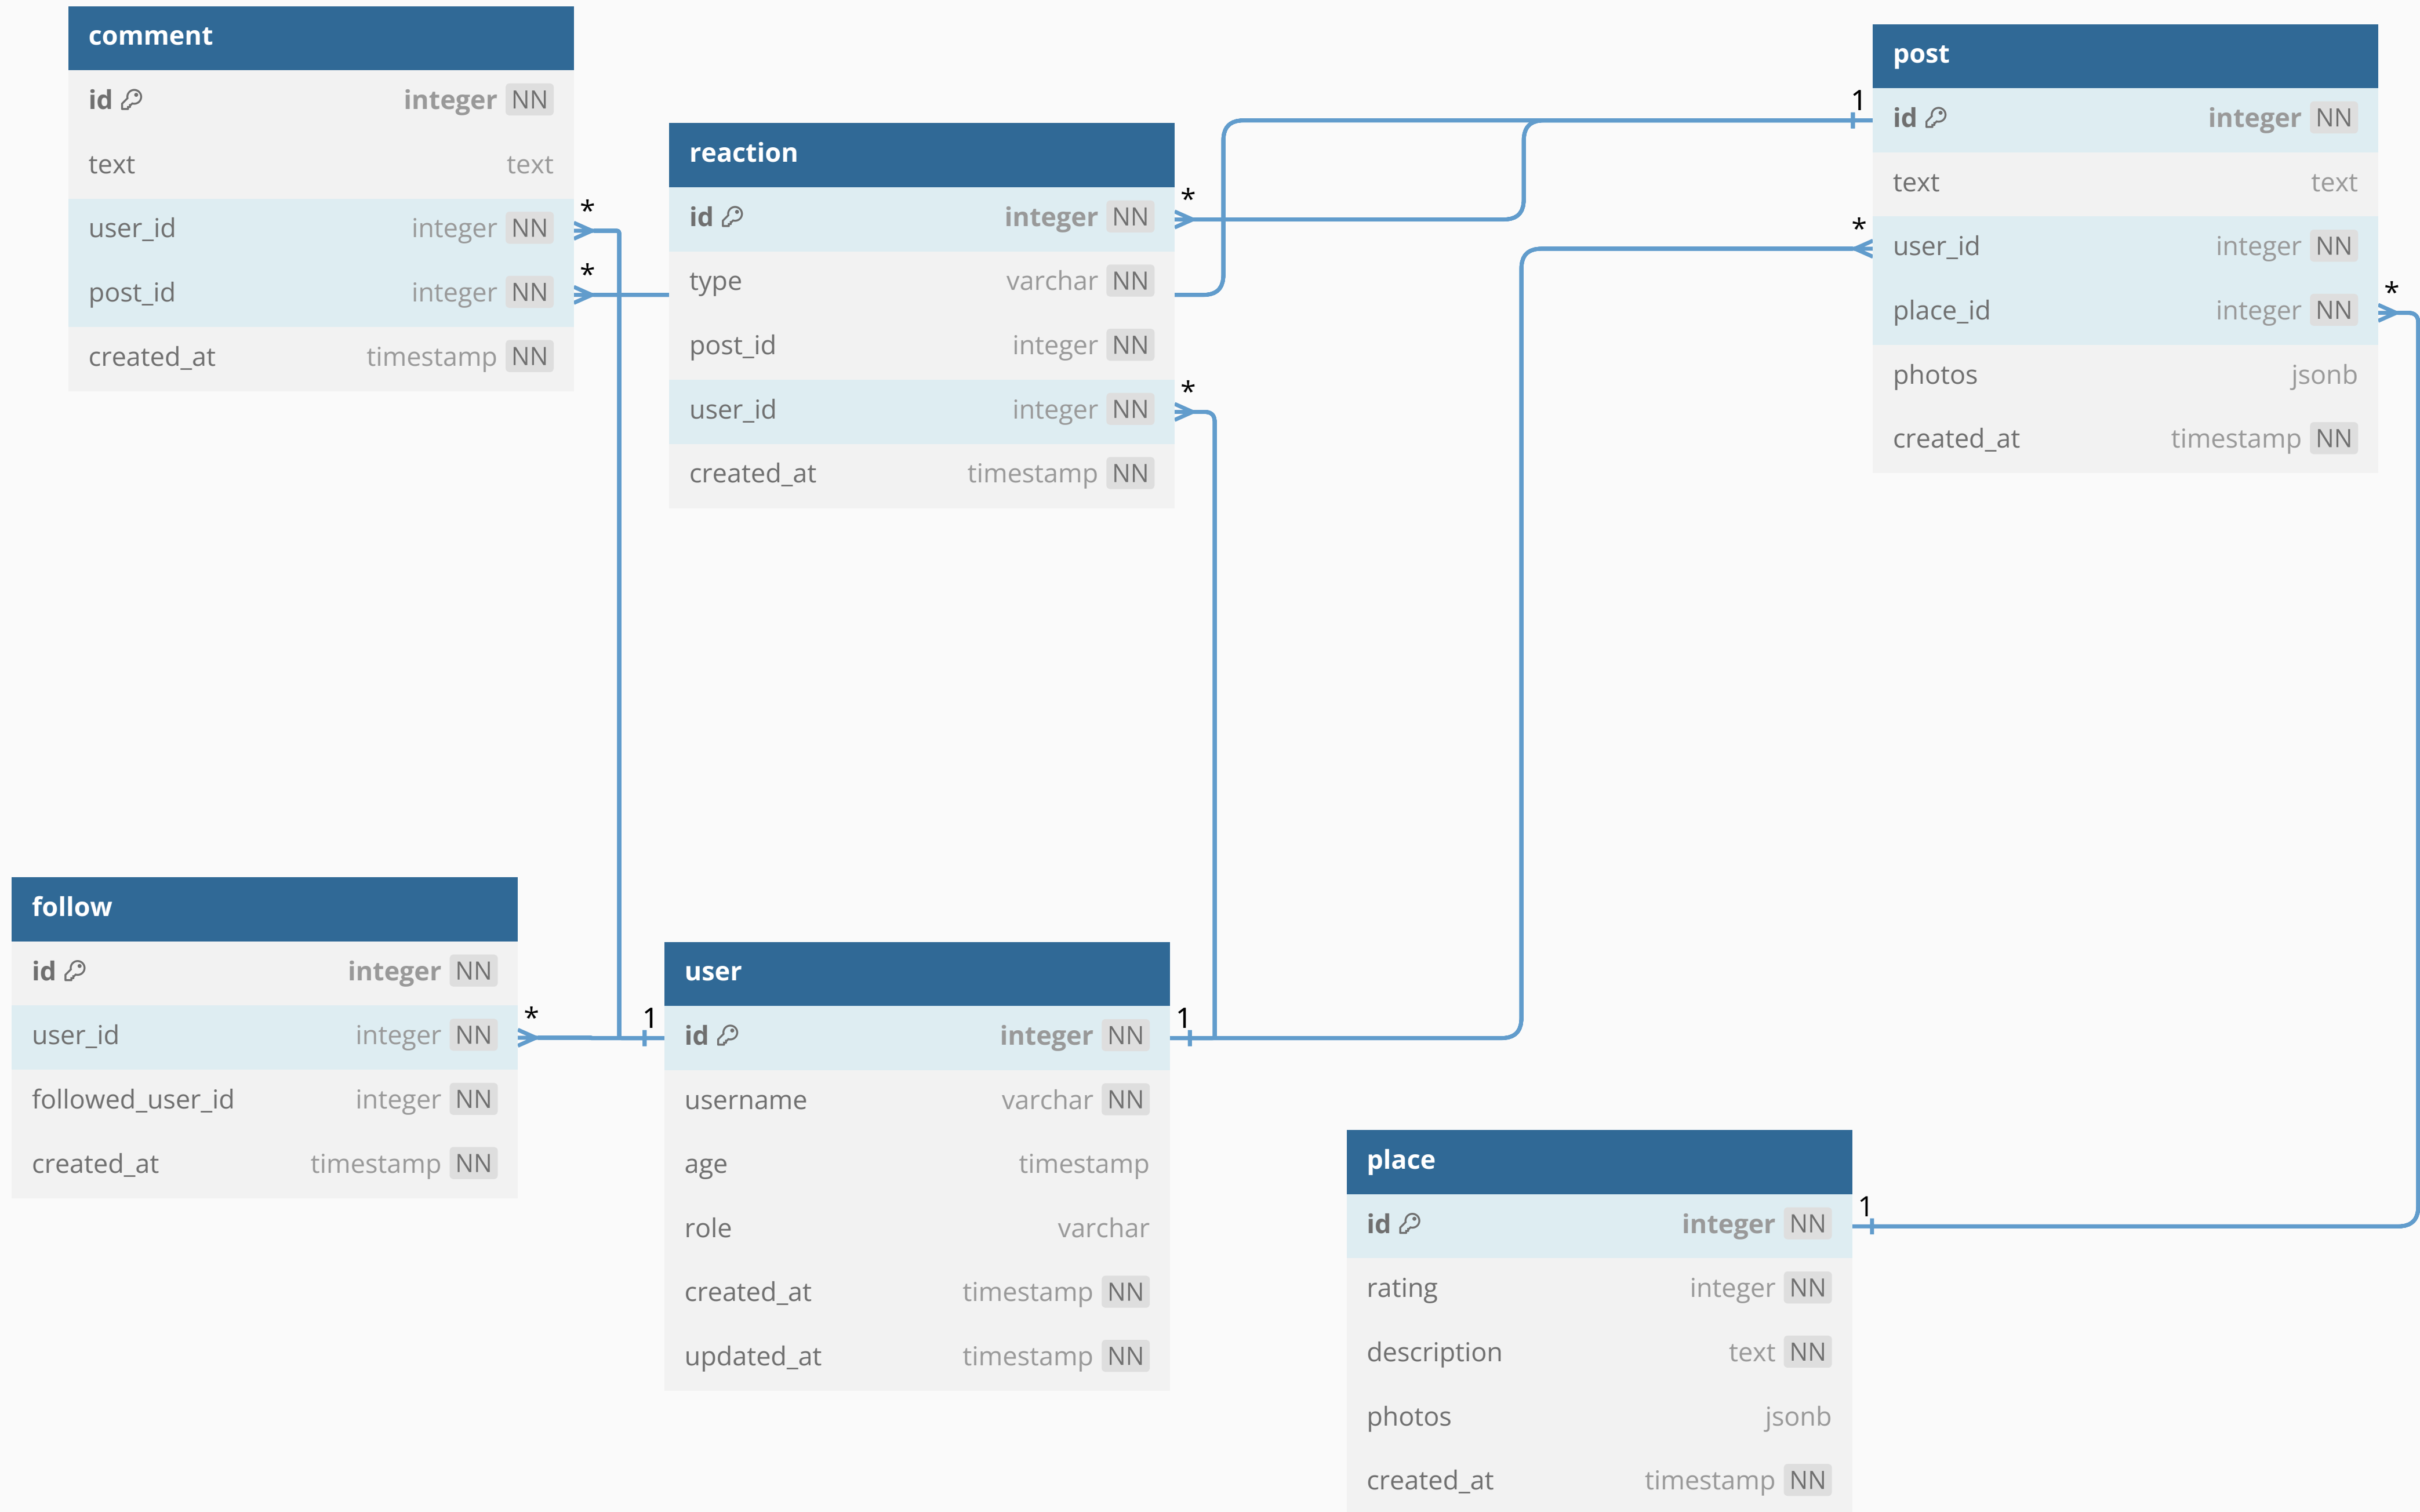 comment
id integer NN
text text
user_id integer NN *
post_id integer NN *
created_at timestamp NN
reaction
id integer NN *
type varchar NN
post_id integer NN
user_id integer NN *
created_at timestamp NN
post
1 id integer NN
text text
* user_id integer NN
place_id integer NN *
photos jsonb
created_at timestamp NN
follow
id integer NN
user_id integer NN *
followed_user_id integer NN
created_at timestamp NN
user
1 id integer NN 1
username varchar NN
age timestamp
role varchar
created_at timestamp NN
updated_at timestamp NN
place
id integer NN 1
rating integer NN
description text NN
photos jsonb
created_at timestamp NN